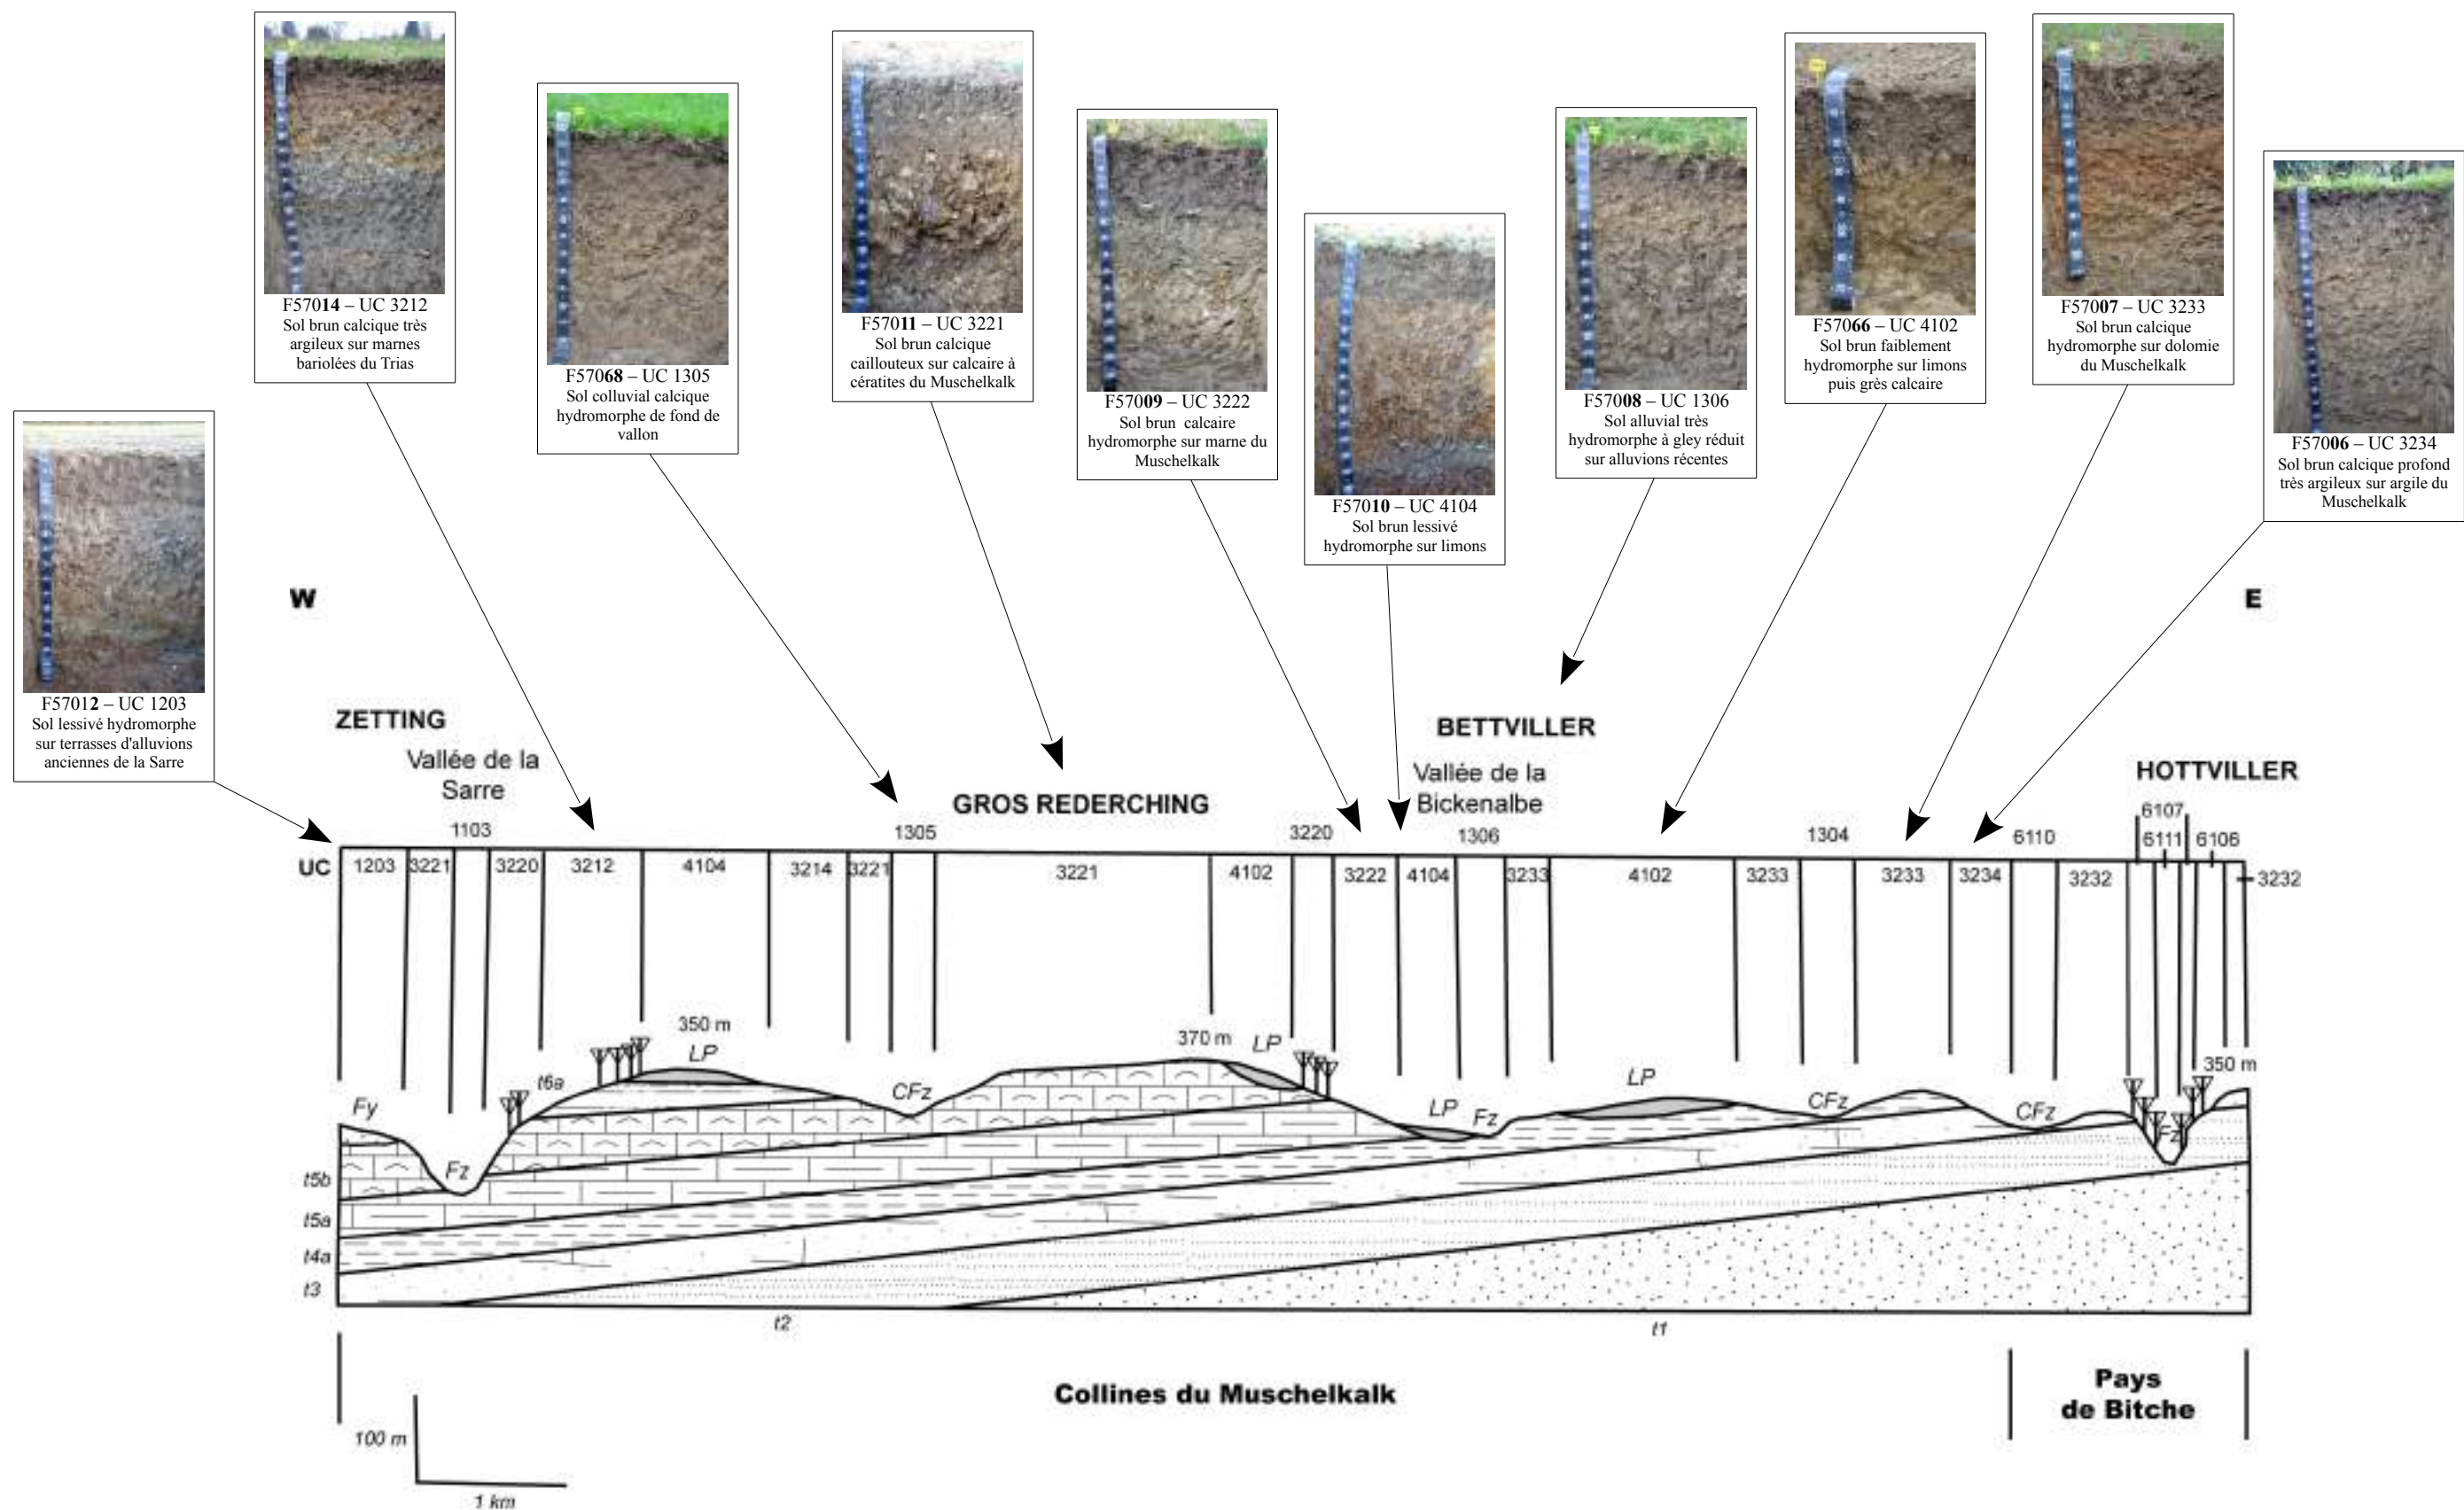 F57014 – UC 3212
Sol brun calcique très
argileux sur marnes
bariolées du Trias
F57068 – UC 1305
Sol colluvial calcique
hydromorphe de fond de
vallon
F57011 – UC 3221
Sol brun calcique
caillouteux sur calcaire à
cératites du Muschelkalk
F57009 – UC 3222
Sol brun calcaire
hydromorphe sur marne du
Muschelkalk
F57010 – UC 4104
Sol brun lessivé
hydromorphe sur limons
F57008 – UC 1306
Sol alluvial très
hydromorphe à gley réduit
sur alluvions récentes
F57066 – UC 4102
Sol brun faiblement
hydromorphe sur limons
puis grès calcaire
F57007 – UC 3233
Sol brun calcique
hydromorphe sur dolomie
du Muschelkalk
F57006 – UC 3234
Sol brun calcique profond
très argileux sur argile du
Muschelkalk
F57012 – UC 1203
Sol lessivé hydromorphe
sur terrasses d'alluvions
anciennes de la Sarre
W
E
ZETTING
Vallée de la
Sarre
GROS REDERCHING
BETTVILLER
Vallée de la
Bickenalbe
HOTTVILLER
1103 1305 3220 1306 1304 6110 6107
6111 6106
UC 1203 3221 3220 3212 4104 3214 3221 3221 4102 3222 4104 3233 4102 3233 3233 3234 3232 3232
350 m
LP
370 m LP
350 m
Fy
t6a
CFz
LP
LP Fz
CFz
CFz
Fz
Fz
t5b
t5a
t4a
t3
t2
t1
Collines du Muschelkalk
Pays
de Bitche
100 m
1 km